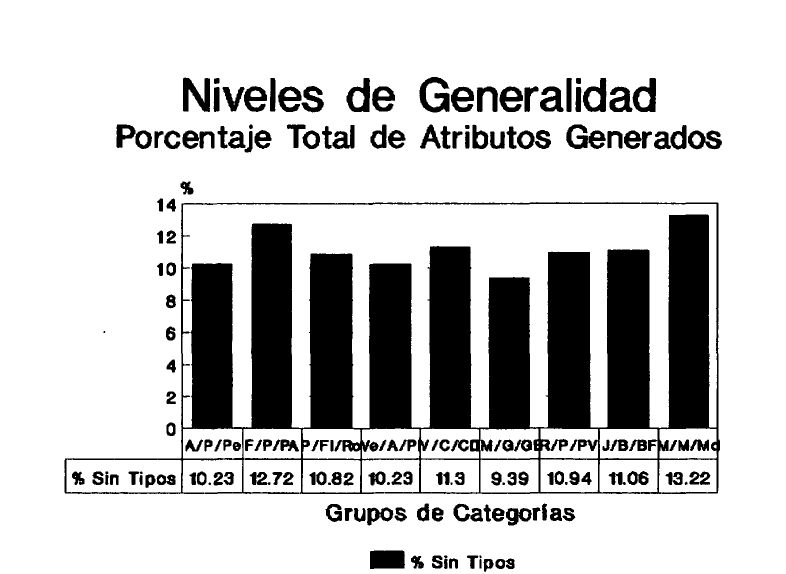 Niveles de Generalidad
Porcentaje Total de Atributos Generados
%
14
12
10
8
6
4
2
0
A/P/Pe F/P/PA P/Fl/Ro Ve/A/Pl V/C/CD M/G/GE R/P/PV J/B/BF M/M/Md
% Sin Tipos 10.23 12.72 10.82 10.23 11.3 9.39 10.94 11.06 13.22
Grupos de Categorías
% Sin Tipos